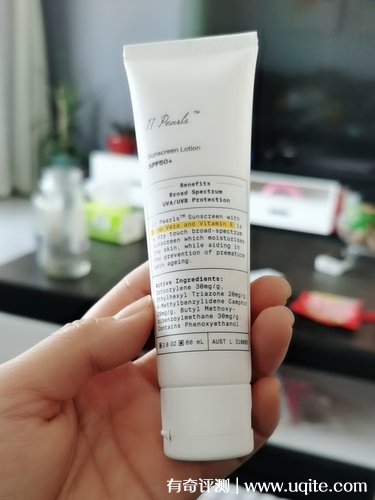 11 Pearls™
Sunscreen Lotion
SPF50+
Benefits
Broad Spectrum
UVA/UVB Protection
Pearls™ Sunscreen with
Aloe Vera and Vitamin E is
dry touch broad-spectrum
sunscreen which moisturises
the skin, while aiding in
the prevention of premature
skin ageing.
Active Ingredients:
Octocrylene 30mg/g.
Ethylhexyl Triazone 20mg/g
4-Methylbenzylidene Camphor
20mg/g. Butyl Methoxy-
dibenzoylmethane 30mg/g.
Contains Phenoxyethanol.
60 mL
AUST L
有奇评测 | www.uqite.com